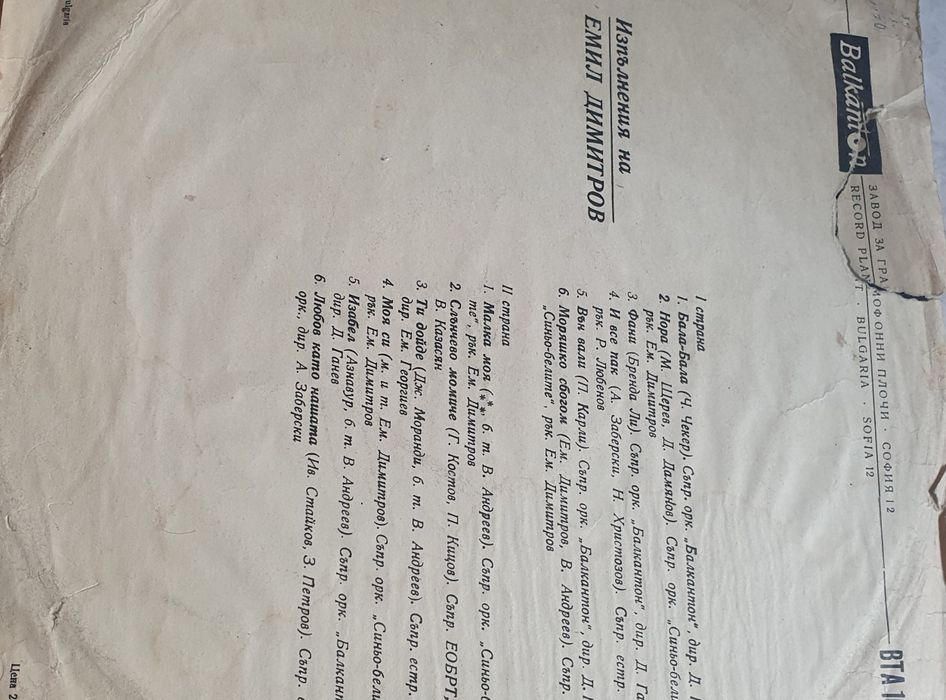 Balkanton
ЗАВОД ЗА ГРАМОФОННИ ПЛОЧИ · СОФИЯ 12
RECORD PLANT · BULGARIA · SOFIA 12
ВТА
Изпълнения на
ЕМИЛ ДИМИТРОВ
I страна
1. Бала-Бала (Ч. Чекер). Съпр. орк. „Балкантон", дир. Д.
2. Нора (М. Щерев, Д. Дамянов). Съпр. орк. „Синьо-бели
рък. Ем. Димитров
3. Фани (Бренда Ли). Съпр. орк. „Балкантон", дир. Д. Га
4. И все пак (А. Заберски, Н. Христозов). Съпр. естр.
рък. Р. Любенов
5. Вън вали (П. Карли). Съпр. орк. „Балкантон", дир. Д.
6. Моряшко сбогом (Ем. Димитров, В. Андреев). Съпр.
„Синьо-белите", рък. Ем. Димитров
II страна
1. Малка моя (*** б. т. В. Андреев). Съпр. орк. „Синьо-б
те", рък. Ем. Димитров
2. Слънчево момиче (Г. Костов, П. Кицов). Съпр. ЕОБРТ,
В. Казасян
3. Ти дойде (Дж. Моранди, б. т. В. Андреев). Съпр. естр.
дир. Ем. Георгиев
4. Моя си (м. и т. Ем. Димитров). Съпр. орк. „Синьо-бели
рък. Ем. Димитров
5. Изабел (Азнавур, б. т. В. Андреев). Съпр. орк. „Балкан
дир. Д. Ганев
6. Любов като нашата (Ив. Стайков, З. Петров). Съпр.
орк., дир. А. Заберски
ulgaria
Цена 2